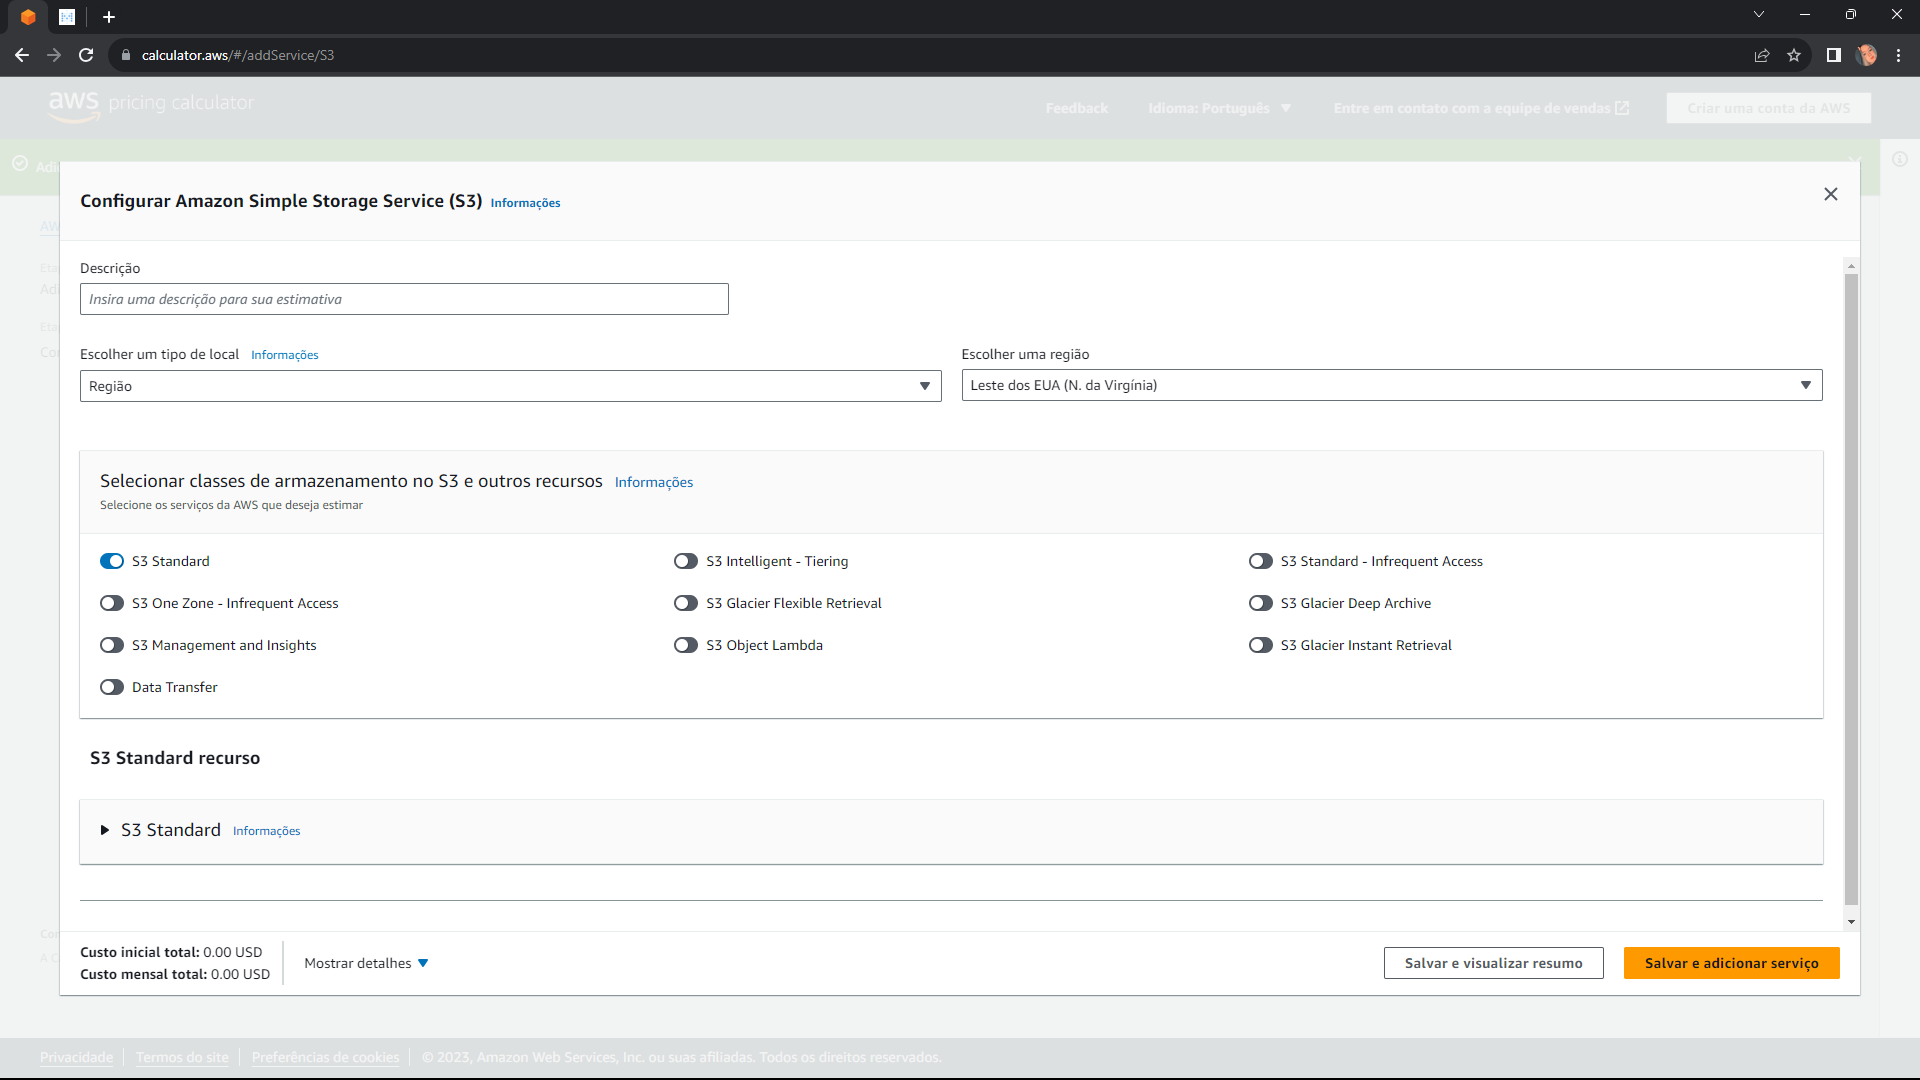 calculator.aws/#/addService/S3
aws pricing calculator
Feedback
Idioma: Português
Entre em contato com a equipe de vendas
Criar uma conta da AWS
Configurar Amazon Simple Storage Service (S3) Informações
Descrição
Insira uma descrição para sua estimativa
Escolher um tipo de local Informações
Região
Escolher uma região
Leste dos EUA (N. da Virgínia)
Selecionar classes de armazenamento no S3 e outros recursos Informações
Selecione os serviços da AWS que deseja estimar
S3 Standard
S3 Intelligent - Tiering
S3 Standard - Infrequent Access
S3 One Zone - Infrequent Access
S3 Glacier Flexible Retrieval
S3 Glacier Deep Archive
S3 Management and Insights
S3 Object Lambda
S3 Glacier Instant Retrieval
Data Transfer
S3 Standard recurso
S3 Standard Informações
Custo inicial total: 0.00 USD
Custo mensal total: 0.00 USD
Mostrar detalhes
Salvar e visualizar resumo
Salvar e adicionar serviço
Privacidade
Termos do site
Preferências de cookies
© 2023, Amazon Web Services, Inc. ou suas afiliadas. Todos os direitos reservados.